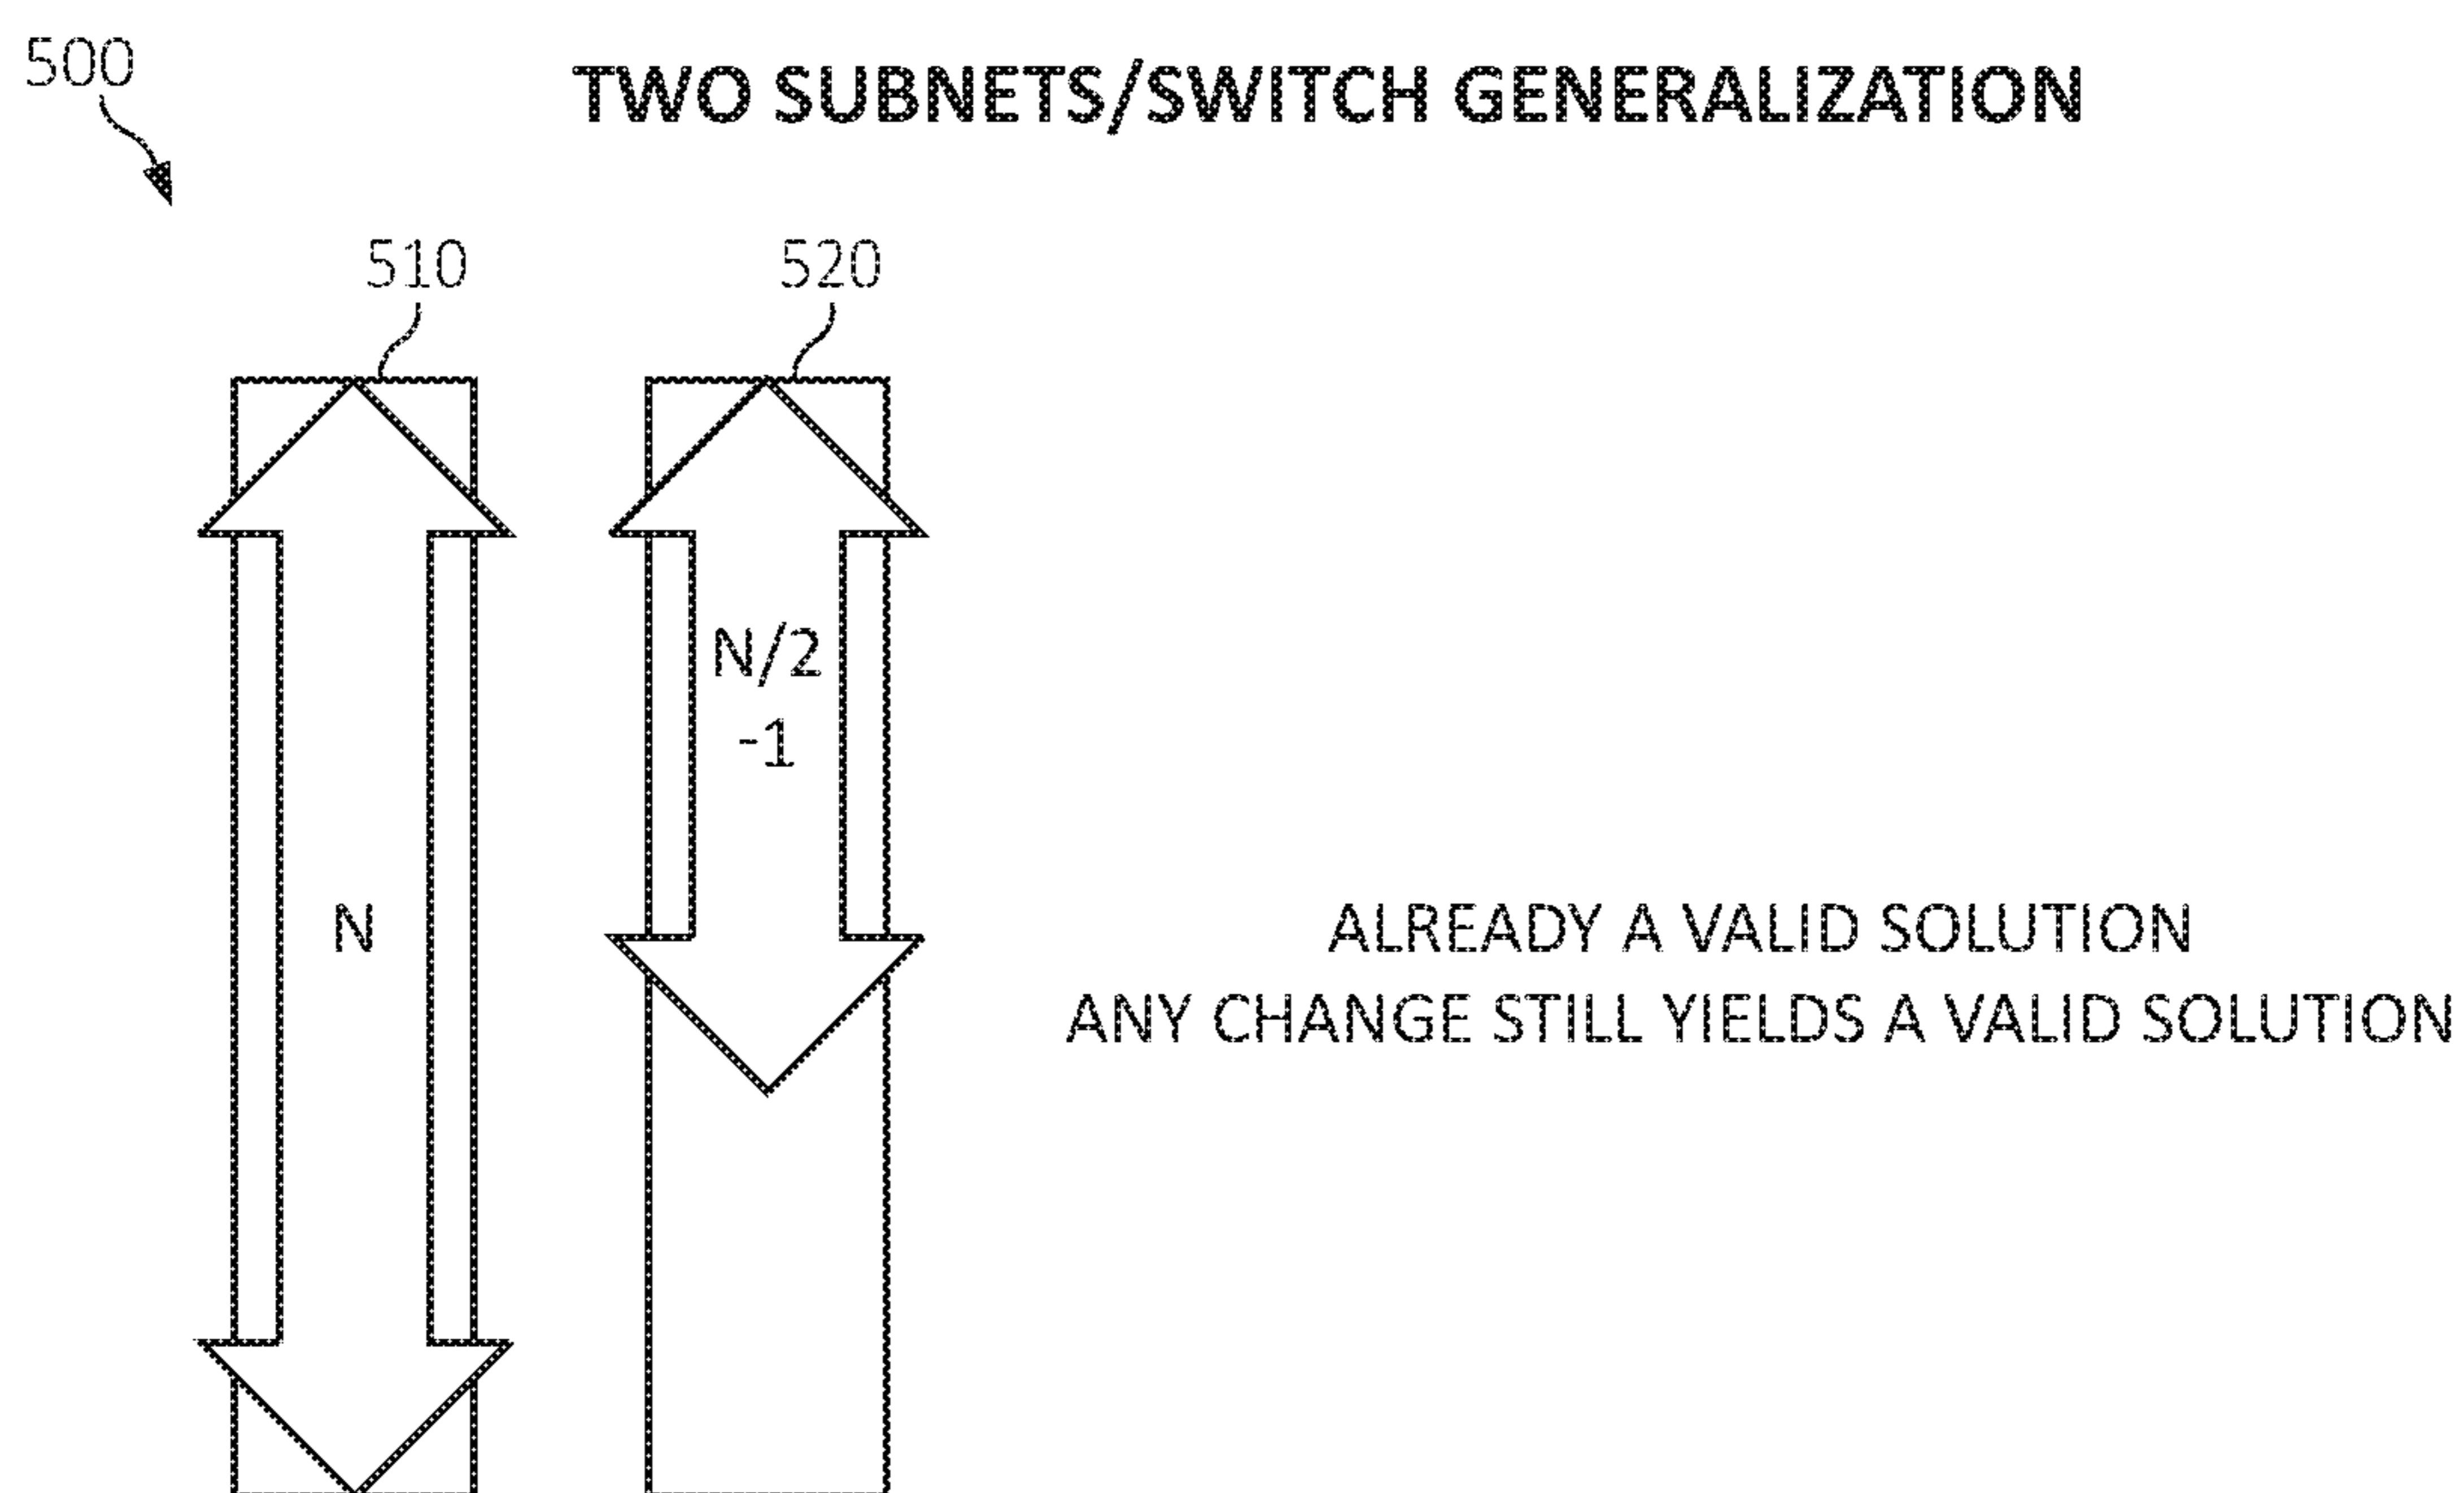 500
TWO SUBNETS/SWITCH GENERALIZATION
510
520
N/2
-1
N
ALREADY A VALID SOLUTION
ANY CHANGE STILL YIELDS A VALID SOLUTION